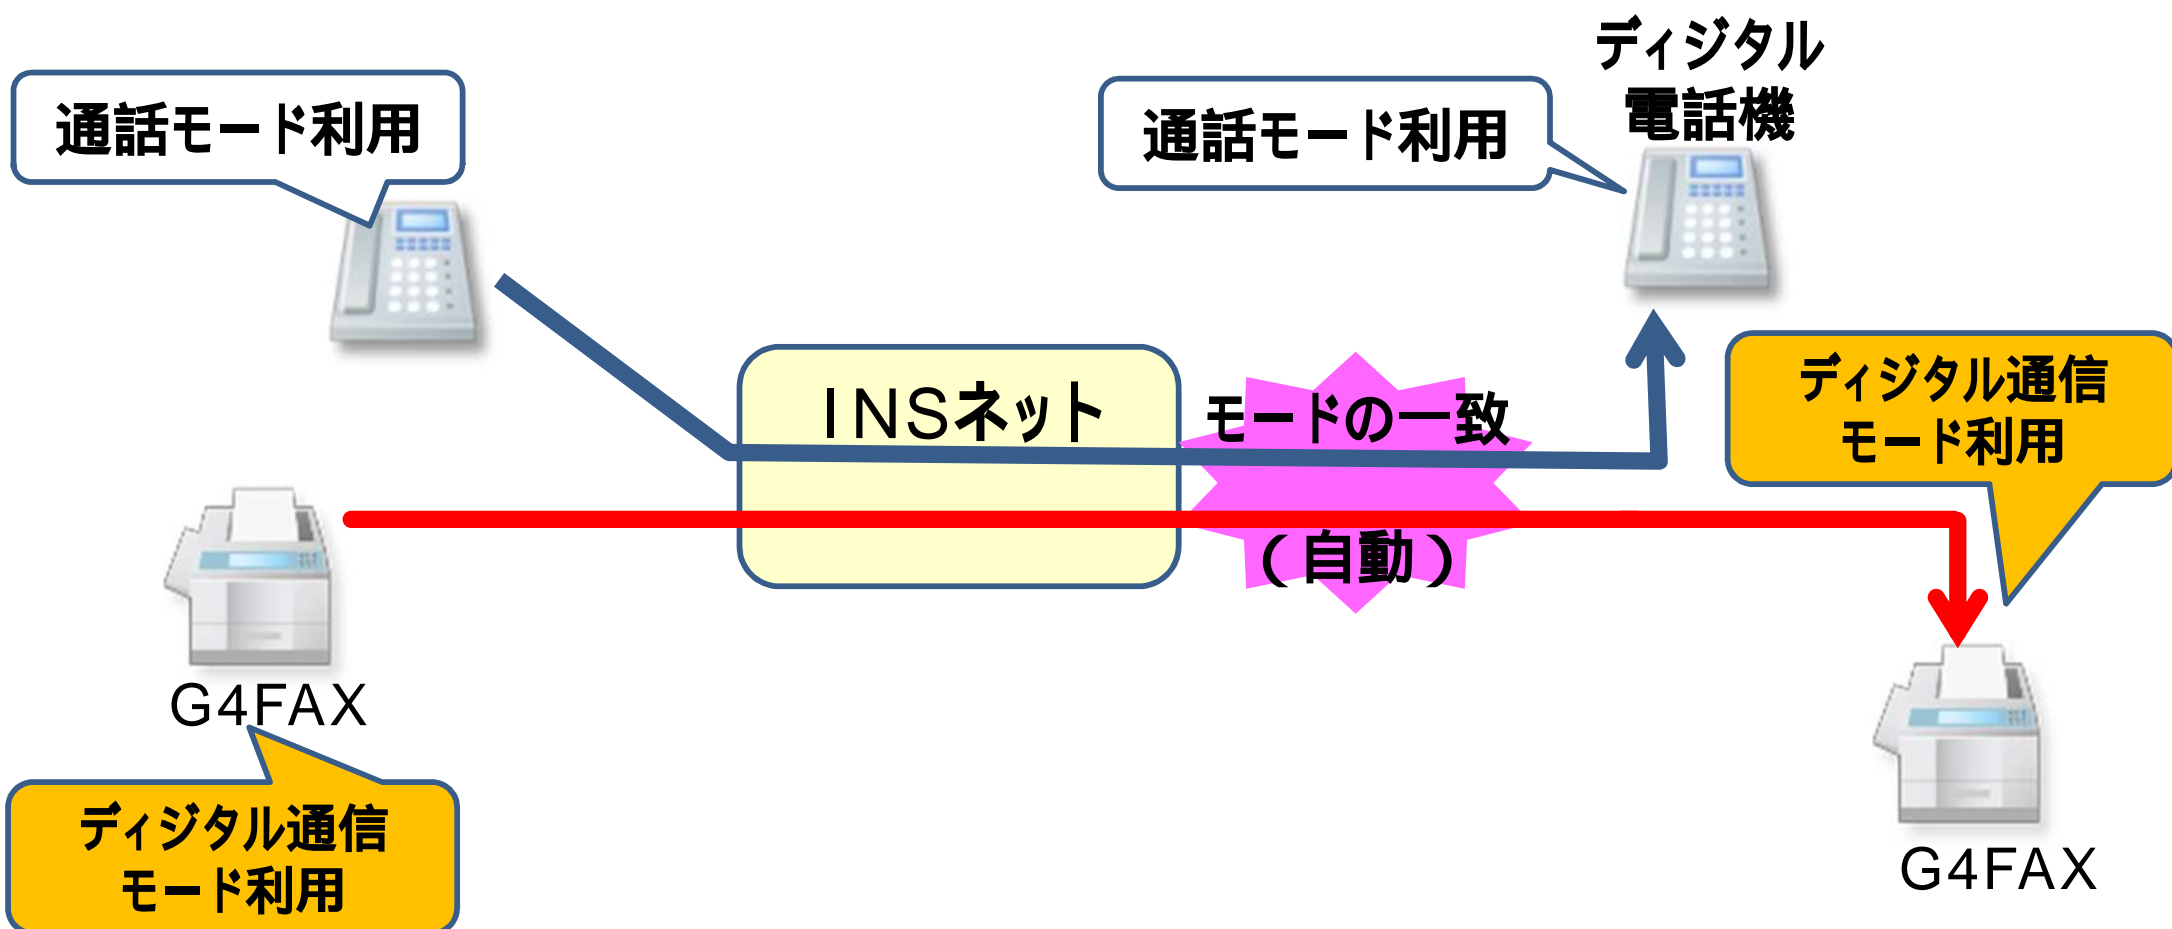 ディジタル
電話機
通話モード利用
通話モード利用
ディジタル通信
モード利用
INSネット
モードの一致
(自動)
G4FAX
ディジタル通信
モード利用
G4FAX